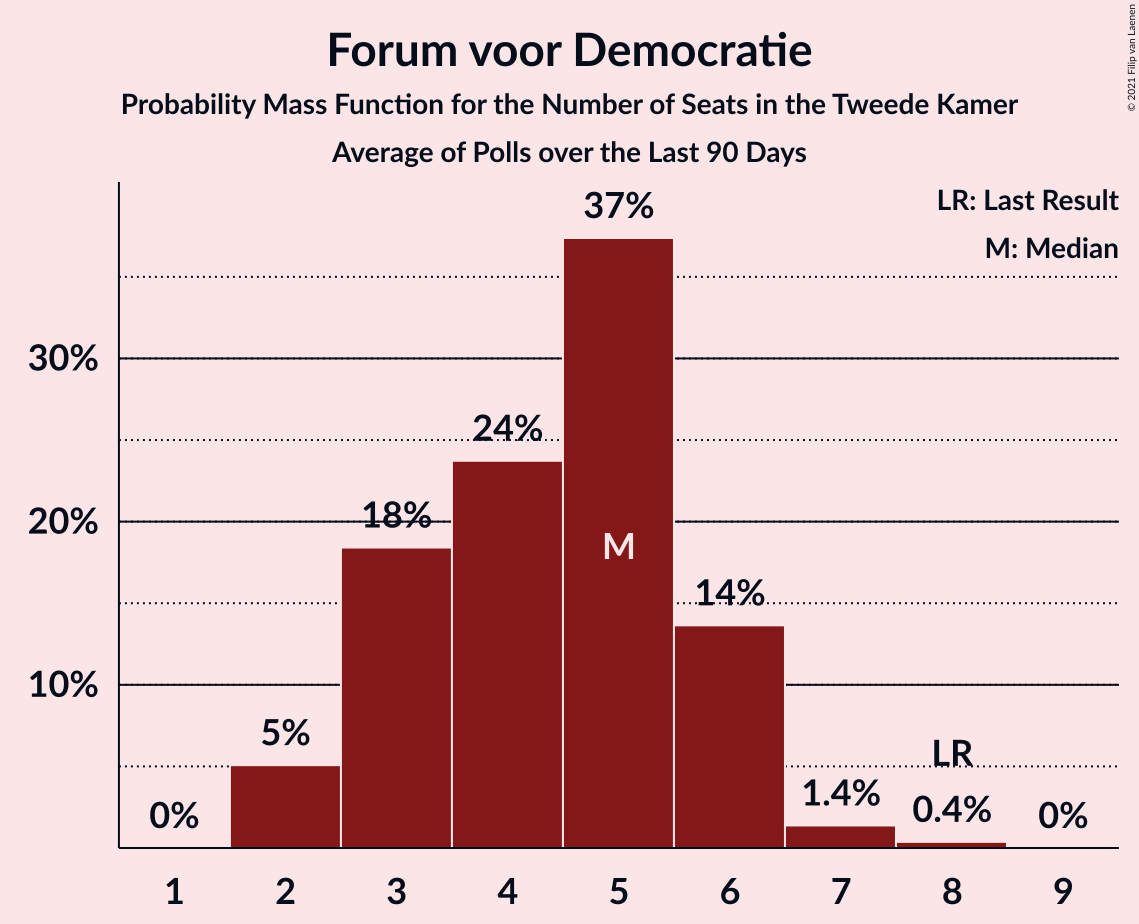 Forum voor Democratie
Probability Mass Function for the Number of Seats in the Tweede Kamer
Average of Polls over the Last 90 Days
© 2021 Filip van Laenen
LR: Last Result
M: Median
37%
30%
24%
20%
18%
M
14%
10%
5%
LR
1.4%
0.4%
0%
0%
1 2 3 4 5 6 7 8 9